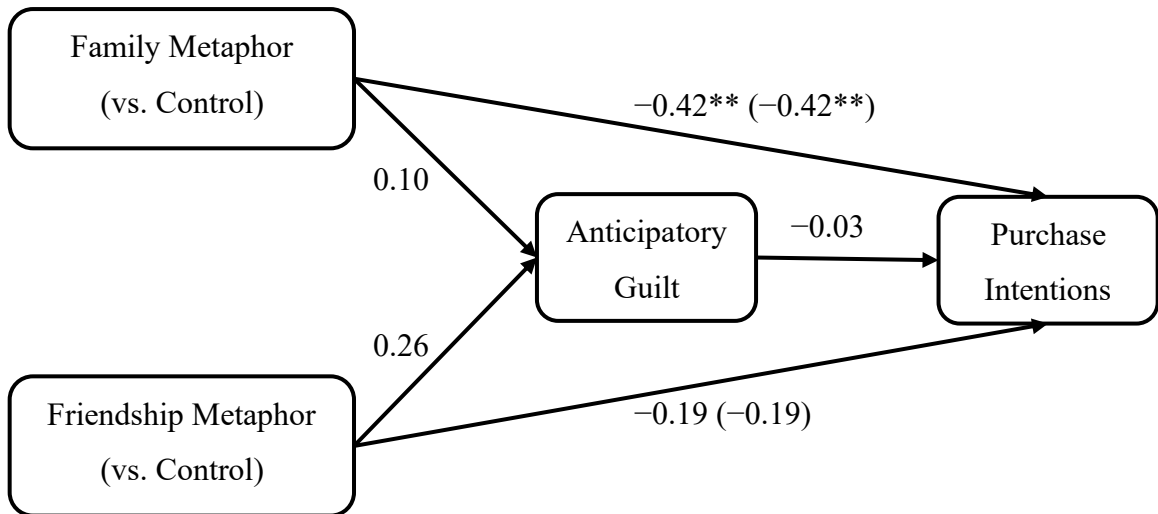 Family Metaphor
(vs. Control)
−0.42** (−0.42**)
0.10
Anticipatory
Guilt
−0.03
Purchase
Intentions
0.26
Friendship Metaphor
(vs. Control)
−0.19 (−0.19)